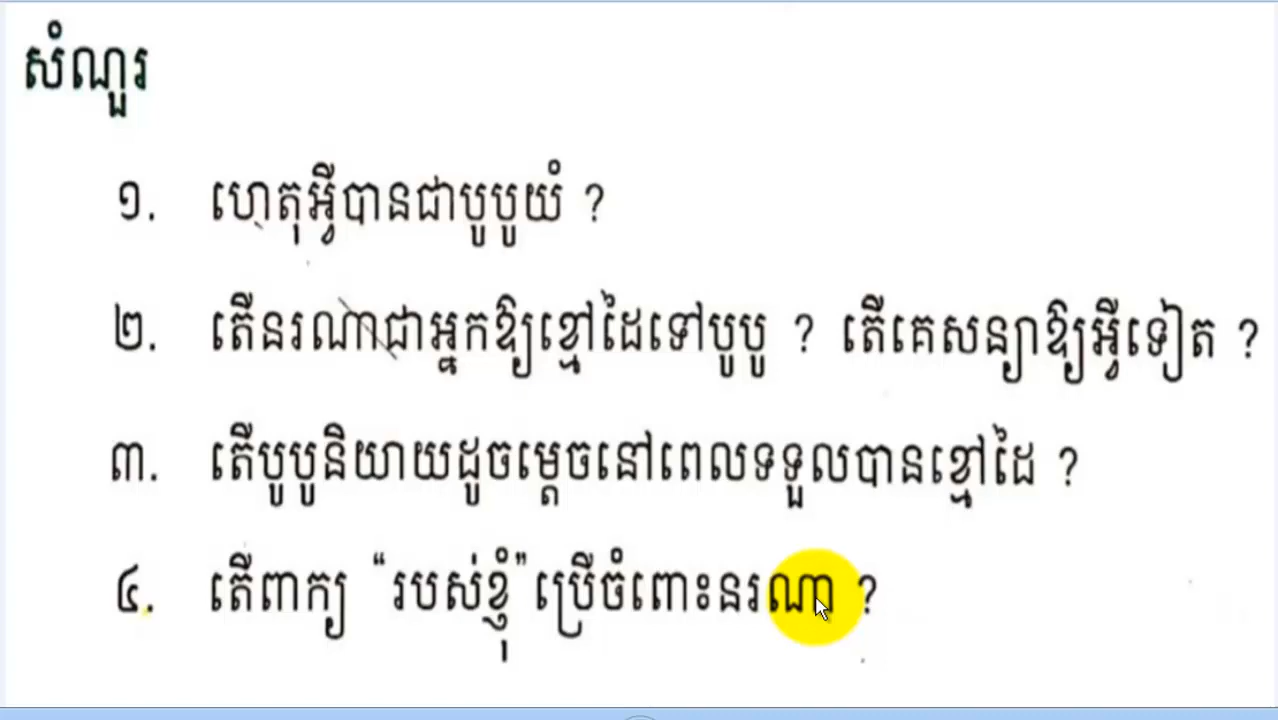 សំណួរ
១. ហេតុអ្វីបានជាបូបូយំ ?
២. តើនរណាជាអ្នកឱ្យខ្មៅដៃទៅបូបូ ? តើគេសន្យាឱ្យអ្វីទៀត ?
៣. តើបូបូនិយាយដូចម្ដេចនៅពេលទទួលបានខ្មៅដៃ ?
៤. តើពាក្យ “របស់ខ្ញុំ” ប្រើចំពោះនរណា ?